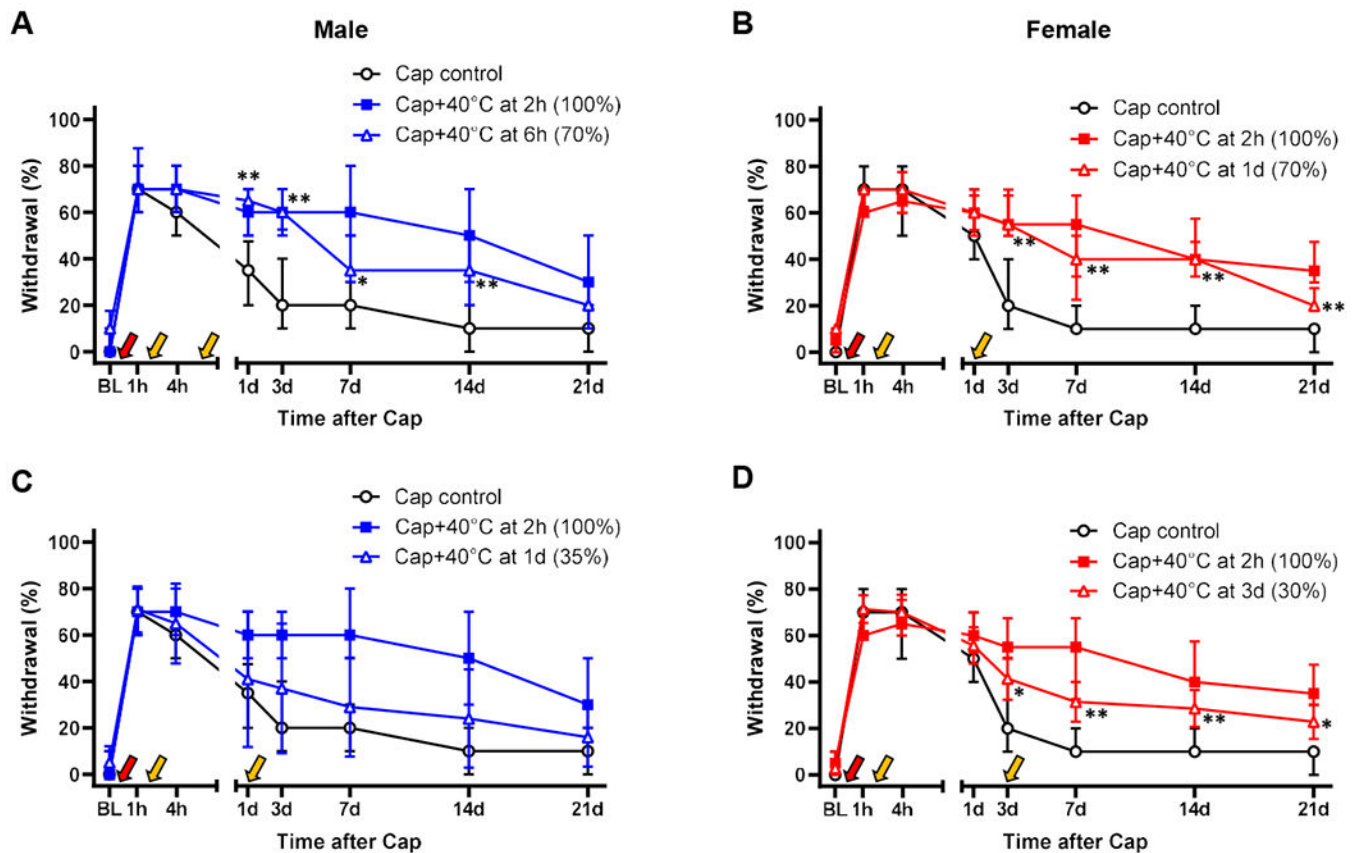 A
Male
Cap control
Cap+40°C at 2h (100%)
Cap+40°C at 6h (70%)
Withdrawal (%)
100
80
60
40
20
0
**
**
*
**
BL 1h 4h 1d 3d 7d 14d 21d
Time after Cap
B
Female
Cap control
Cap+40°C at 2h (100%)
Cap+40°C at 1d (70%)
Withdrawal (%)
100
80
60
40
20
0
**
**
**
**
BL 1h 4h 1d 3d 7d 14d 21d
Time after Cap
C
Cap control
Cap+40°C at 2h (100%)
Cap+40°C at 1d (35%)
Withdrawal (%)
100
80
60
40
20
0
BL 1h 4h 1d 3d 7d 14d 21d
Time after Cap
D
Cap control
Cap+40°C at 2h (100%)
Cap+40°C at 3d (30%)
Withdrawal (%)
100
80
60
40
20
0
*
**
**
*
BL 1h 4h 1d 3d 7d 14d 21d
Time after Cap